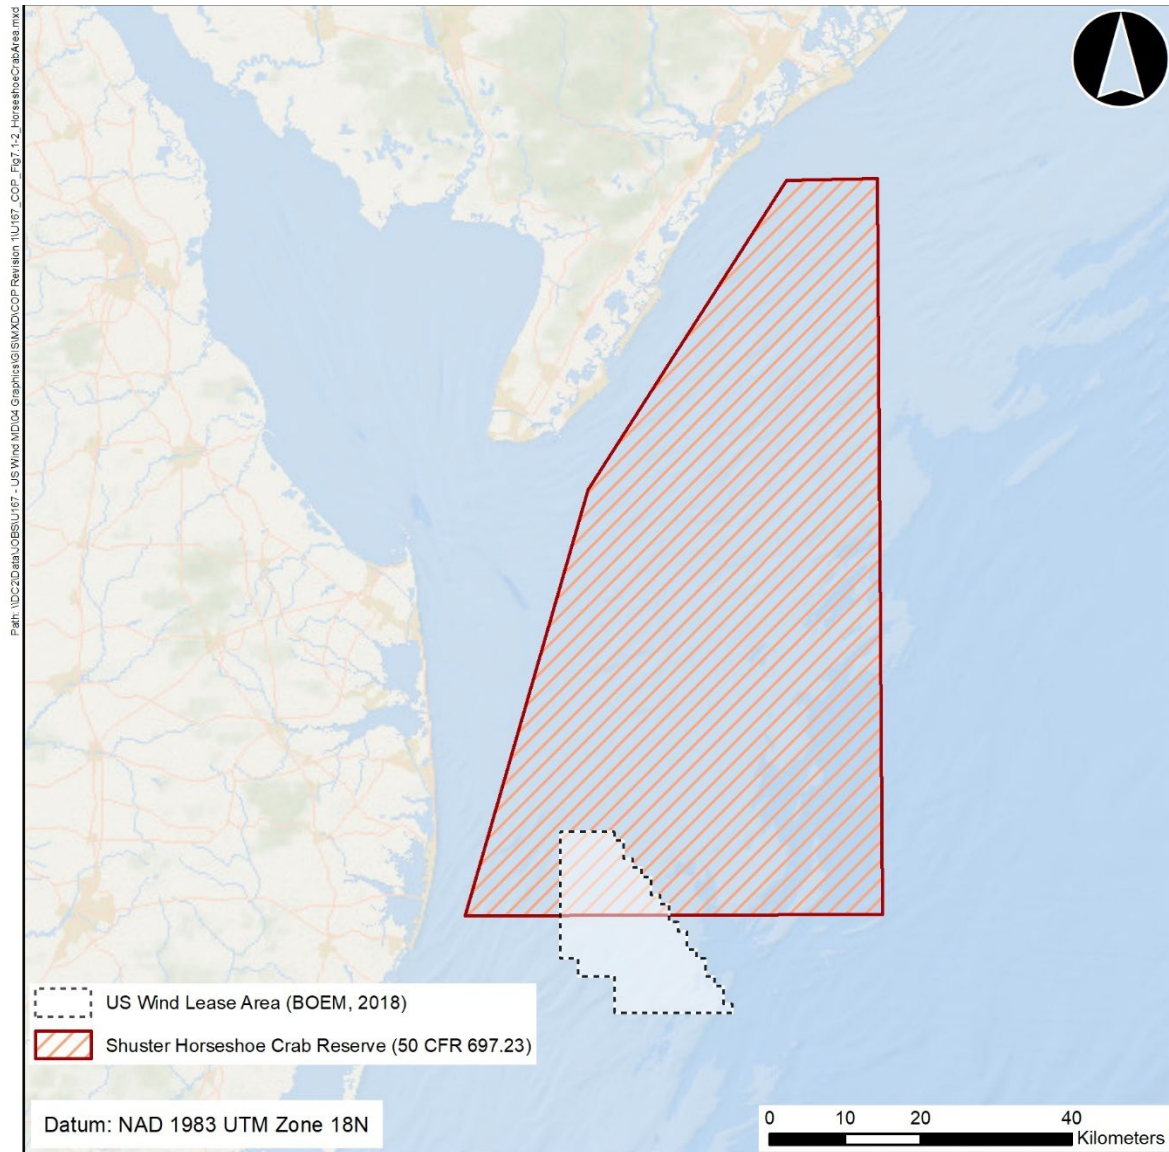 Path: \\DC2\Data\JOBS\U167 - US Wind MD\04 Graphics\GIS\MXD\COP Revision 1\U167_COP_Fig7.1-2_HorseshoeCrabArea.mxd
US Wind Lease Area (BOEM, 2018)
Shuster Horseshoe Crab Reserve (50 CFR 697.23)
Datum: NAD 1983 UTM Zone 18N
0 10 20 40
Kilometers